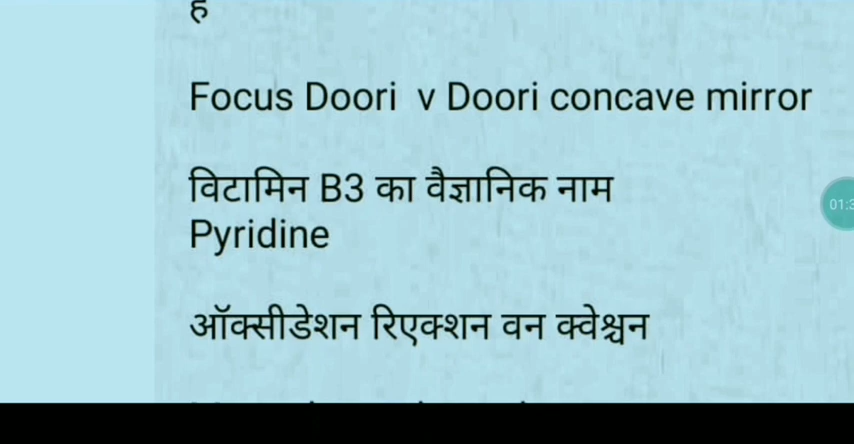 है
Focus Doori v Doori concave mirror
विटामिन B3 का वैज्ञानिक नाम
Pyridine
ऑक्सीडेशन रिएक्शन वन क्वेश्चन